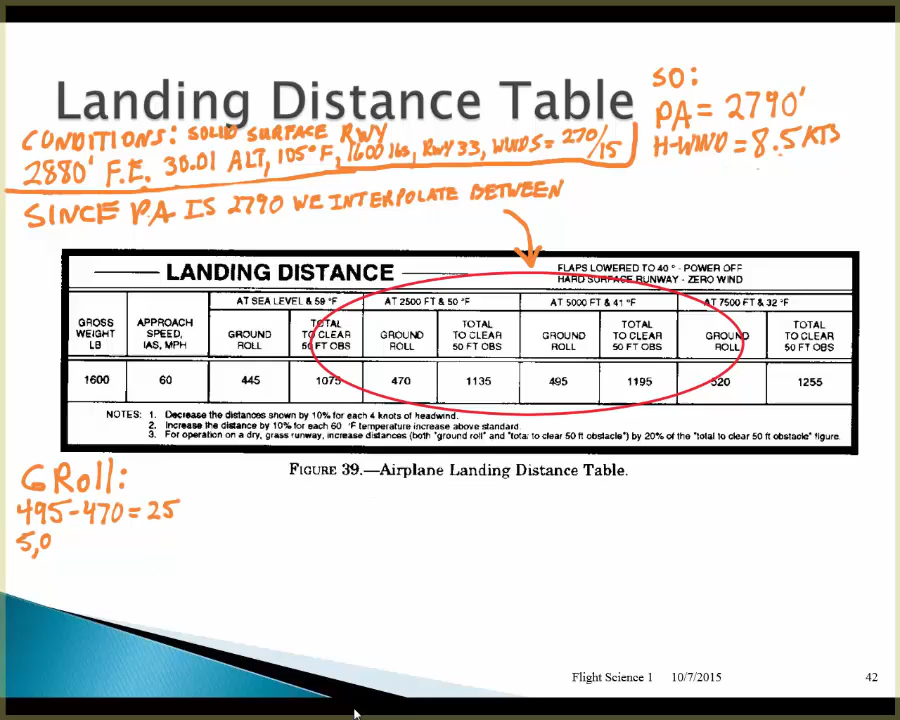 Landing Distance Table
SO:
PA = 2790'
H-WIND = 8.5 KTS
CONDITIONS: SOLID SURFACE RWY
2880' F.E. 30.01 ALT, 105°F, 1600 lbs, RWY 33, WINDS = 270/15
SINCE PA IS 2790 WE INTERPOLATE BETWEEN
LANDING DISTANCE
FLAPS LOWERED TO 40° - POWER OFF
HARD SURFACE RUNWAY - ZERO WIND
GROSS WEIGHT LB
APPROACH SPEED, IAS, MPH
AT SEA LEVEL & 59 °F
AT 2500 FT & 50 °F
AT 5000 FT & 41 °F
AT 7500 FT & 32 °F
GROUND ROLL
TOTAL TO CLEAR 50 FT OBS
GROUND ROLL
TOTAL TO CLEAR 50 FT OBS
GROUND ROLL
TOTAL TO CLEAR 50 FT OBS
GROUND ROLL
TOTAL TO CLEAR 50 FT OBS
1600 60 445 1075 470 1135 495 1195 520 1255
NOTES: 1. Decrease the distances shown by 10% for each 4 knots of headwind.
2. Increase the distance by 10% for each 60 °F temperature increase above standard.
3. For operation on a dry, grass runway, increase distances (both "ground roll" and "total to clear 50 ft obstacle") by 20% of the "total to clear 50 ft obstacle" figure.
FIGURE 39.—Airplane Landing Distance Table.
G Roll:
495-470=25
5,0
Flight Science 1 10/7/2015 42